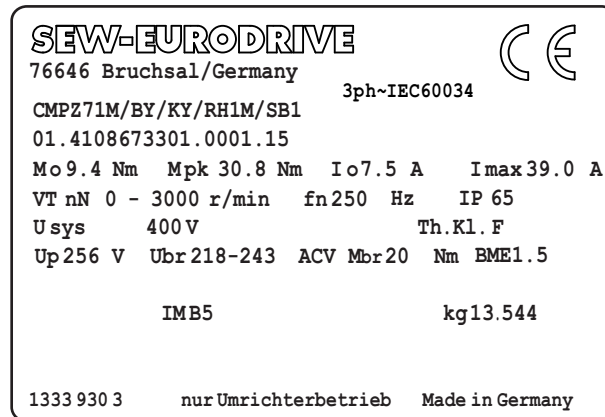 SEW-EURODRIVE CE
76646 Bruchsal/Germany
3ph~IEC60034
CMPZ71M/BY/KY/RH1M/SB1
01.4108673301.0001.15
Mo 9.4 Nm Mpk 30.8 Nm Io 7.5 A Imax 39.0 A
VT nN 0 - 3000 r/min fn 250 Hz IP 65
Usys 400 V Th.Kl. F
Up 256 V Ubr 218-243 ACV Mbr 20 Nm BME1.5
IM B5 kg 13.544
1333 930 3 nur Umrichterbetrieb Made in Germany